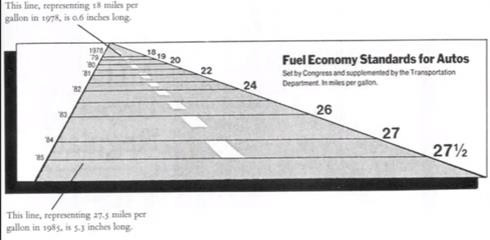 This line, representing 18 miles per
gallon in 1978, is 0.6 inches long.
Fuel Economy Standards for Autos
Set by Congress and supplemented by the Transportation
Department. In miles per gallon.
1978
'79
'80
'81
'82
'83
'84
'85
18
19
20
22
24
26
27
27½
This line, representing 27.5 miles per
gallon in 1985, is 5.3 inches long.